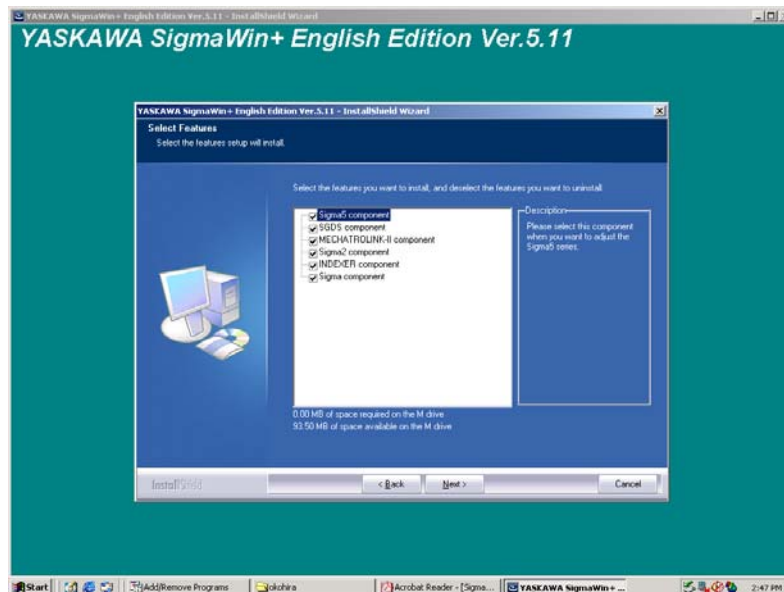 YASKAWA SigmaWin+ English Edition Ver.5.11 - InstallShield Wizard
YASKAWA SigmaWin+ English Edition Ver.5.11
YASKAWA SigmaWin+ English Edition Ver.5.11 - InstallShield Wizard
Select Features
Select the features setup will install.
Select the features you want to install, and deselect the features you want to uninstall
Sigma5 component
SGDS component
MECHATROLINK-II component
Sigma2 component
INDEXER component
Sigma component
Description
Please select this component
when you want to adjust the
Sigma5 series.
0.00 MB of space required on the M drive
93.50 MB of space available on the M drive
InstallShield
< Back
Next >
Cancel
Start
Add/Remove Programs
okohira
Acrobat Reader - [Sigma...
YASKAWA SigmaWin+ ...
2:47 PM